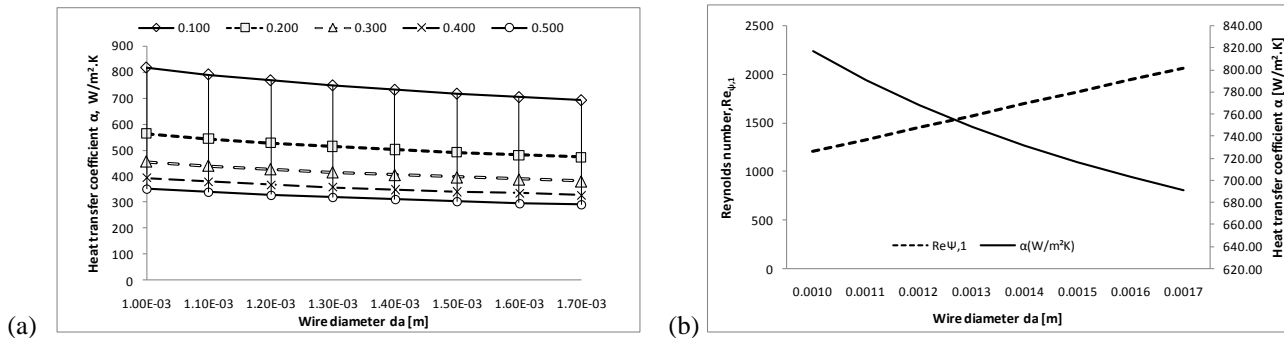 0.100 0.200 0.300 0.400 0.500
Heat transfer coefficient α, W/m².K
900
800
700
600
500
400
300
200
100
0
1.00E-03 1.10E-03 1.20E-03 1.30E-03 1.40E-03 1.50E-03 1.60E-03 1.70E-03
Wire diameter da [m]
(a)
Reynolds number,Reψ,1
2500
2000
1500
1000
500
0
840.00
820.00
800.00
780.00
760.00
740.00
720.00
700.00
680.00
660.00
640.00
620.00
Heat transfer coefficient α [W/m².K]
ReΨ,1 α(W/m²K)
0.0010 0.0011 0.0012 0.0013 0.0014 0.0015 0.0016 0.0017
Wire diameter da [m]
(b)